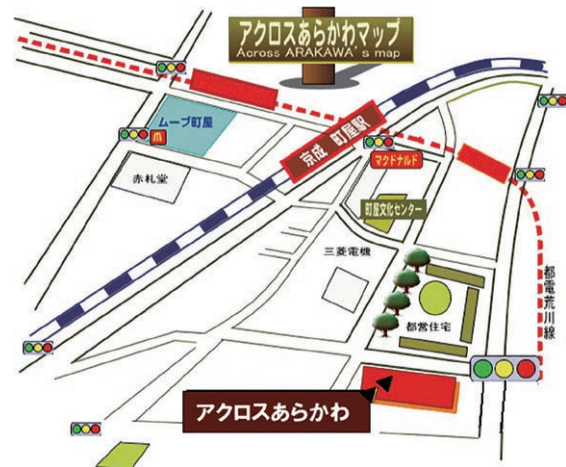 アクロスあらかわマップ
Across ARAKAWA's map
ムーブ町屋
m
京成 町屋駅
マクドナルド
赤札堂
町屋文化センター
三菱電機
都電荒川線
都営住宅
アクロスあらかわ